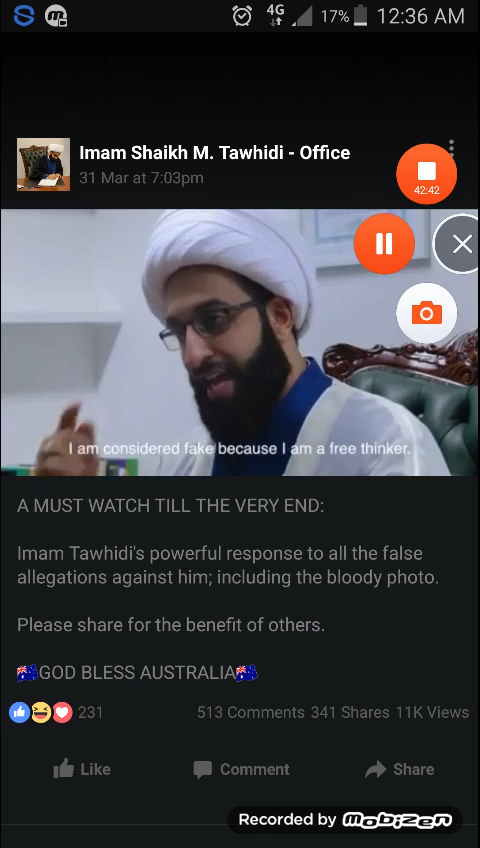 4G 17% 12:36 AM
Imam Shaikh M. Tawhidi - Office
31 Mar at 7:03pm
42:42
I am considered fake because I am a free thinker.
A MUST WATCH TILL THE VERY END:
Imam Tawhidi's powerful response to all the false
allegations against him; including the bloody photo.
Please share for the benefit of others.
🇦🇺GOD BLESS AUSTRALIA🇦🇺
231 513 Comments 341 Shares 11K Views
Like Comment Share
Recorded by Mobizen